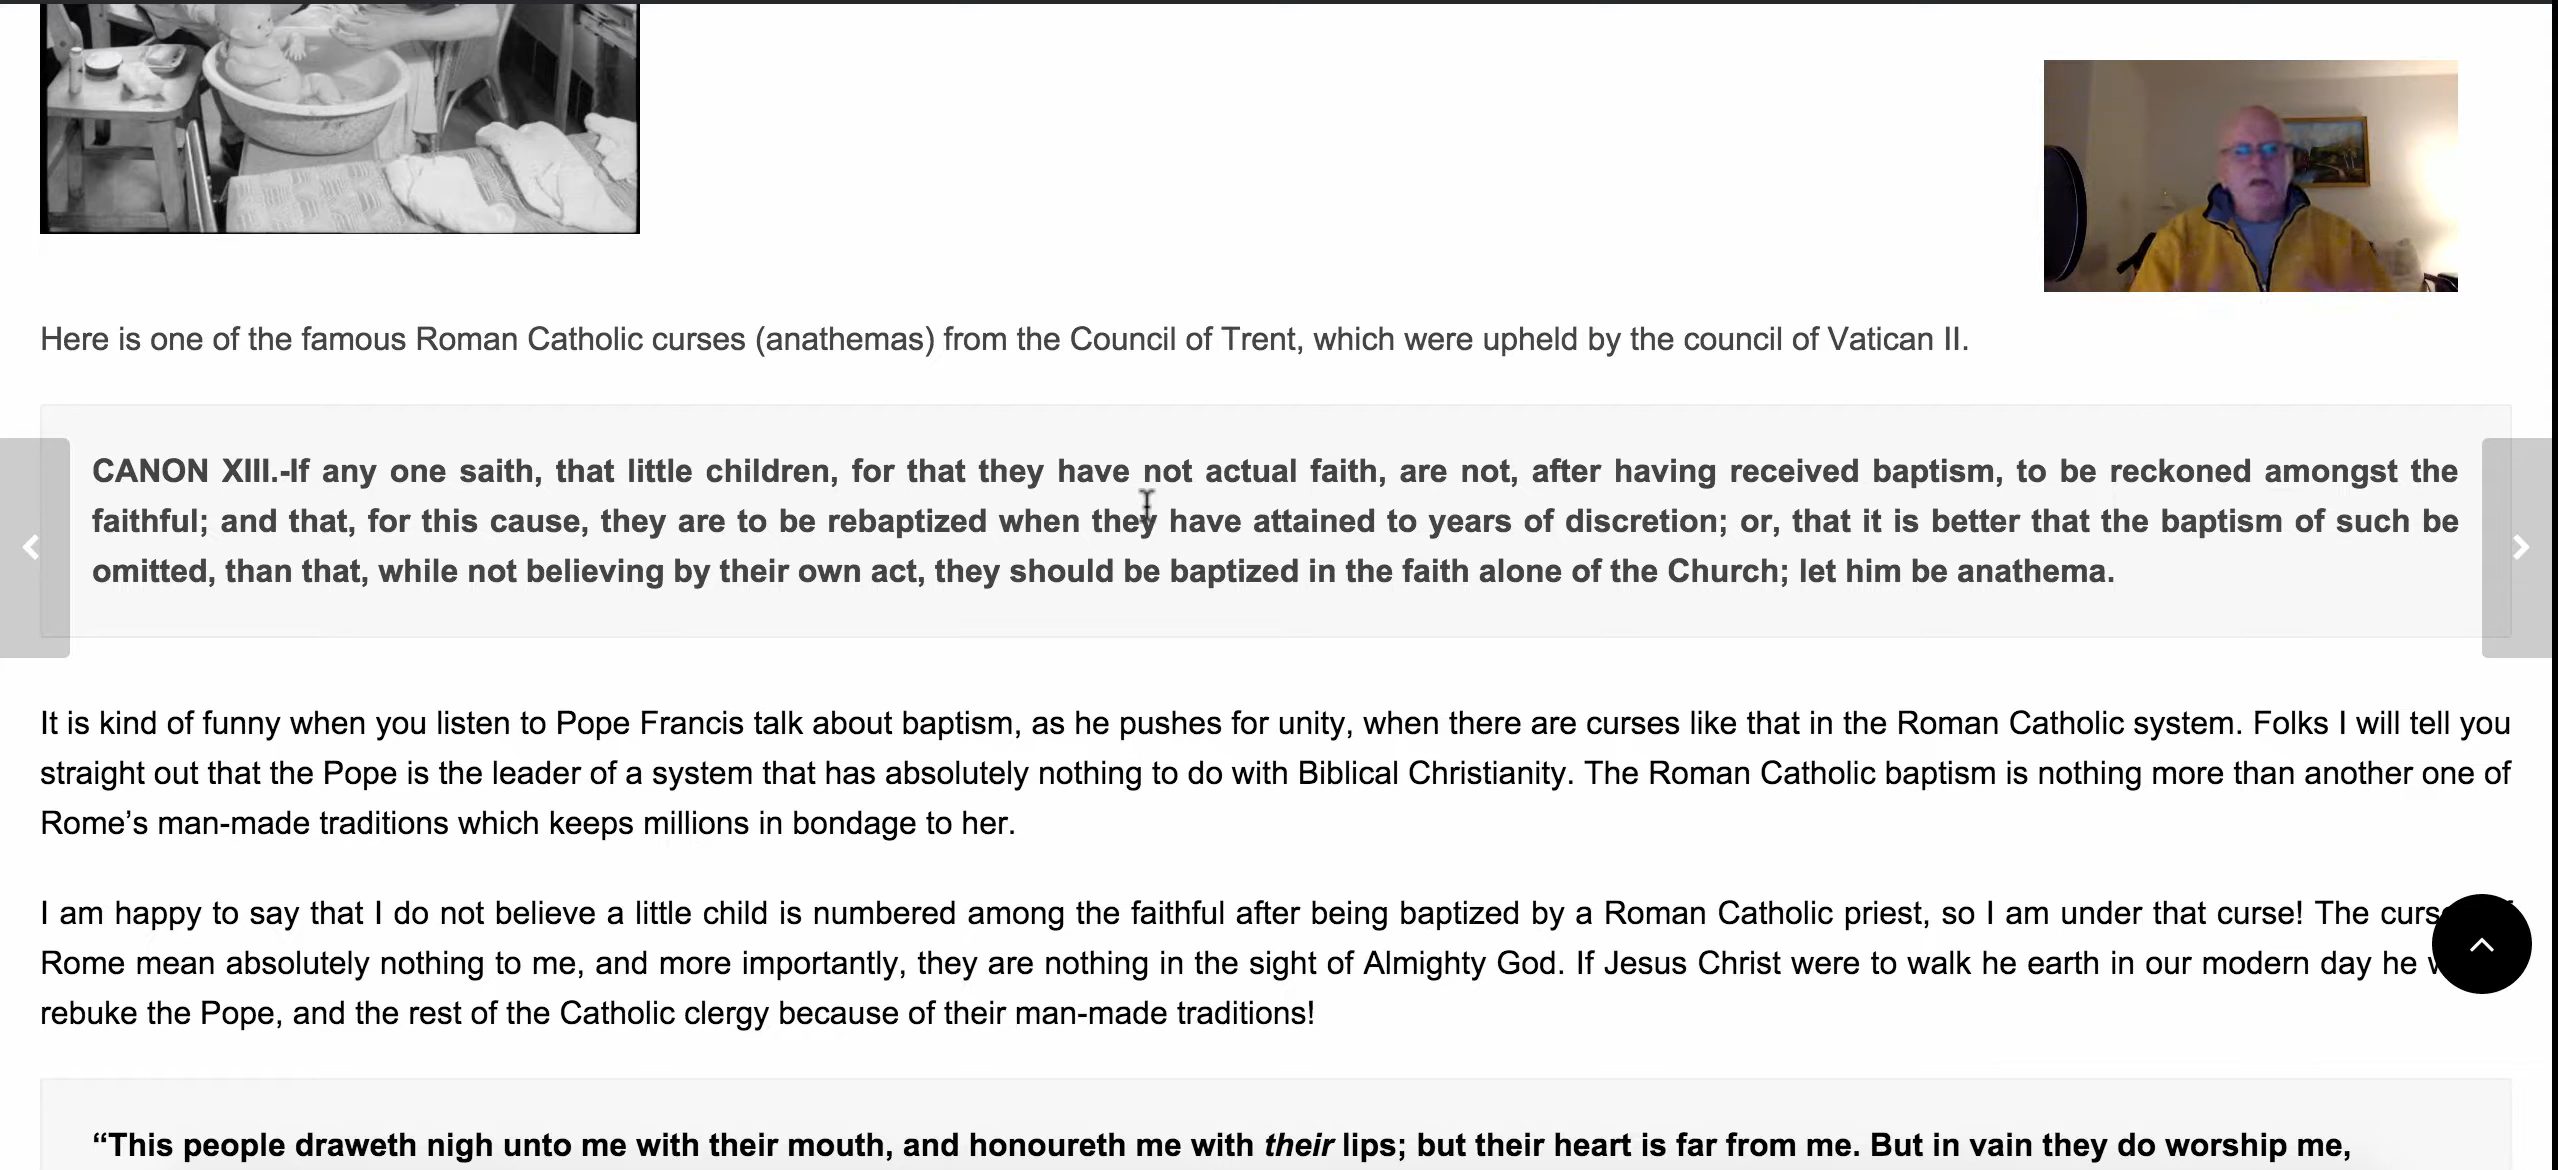 Here is one of the famous Roman Catholic curses (anathemas) from the Council of Trent, which were upheld by the council of Vatican II.
CANON XIII.-If any one saith, that little children, for that they have not actual faith, are not, after having received baptism, to be reckoned amongst the
faithful; and that, for this cause, they are to be rebaptized when they have attained to years of discretion; or, that it is better that the baptism of such be
omitted, than that, while not believing by their own act, they should be baptized in the faith alone of the Church; let him be anathema.
It is kind of funny when you listen to Pope Francis talk about baptism, as he pushes for unity, when there are curses like that in the Roman Catholic system. Folks I will tell you
straight out that the Pope is the leader of a system that has absolutely nothing to do with Biblical Christianity. The Roman Catholic baptism is nothing more than another one of
Rome’s man-made traditions which keeps millions in bondage to her.
I am happy to say that I do not believe a little child is numbered among the faithful after being baptized by a Roman Catholic priest, so I am under that curse! The
Rome mean absolutely nothing to me, and more importantly, they are nothing in the sight of Almighty God. If Jesus Christ were to walk he earth in our modern day he
rebuke the Pope, and the rest of the Catholic clergy because of their man-made traditions!
“This people draweth nigh unto me with their mouth, and honoureth me with their lips; but their heart is far from me. But in vain they do worship me,